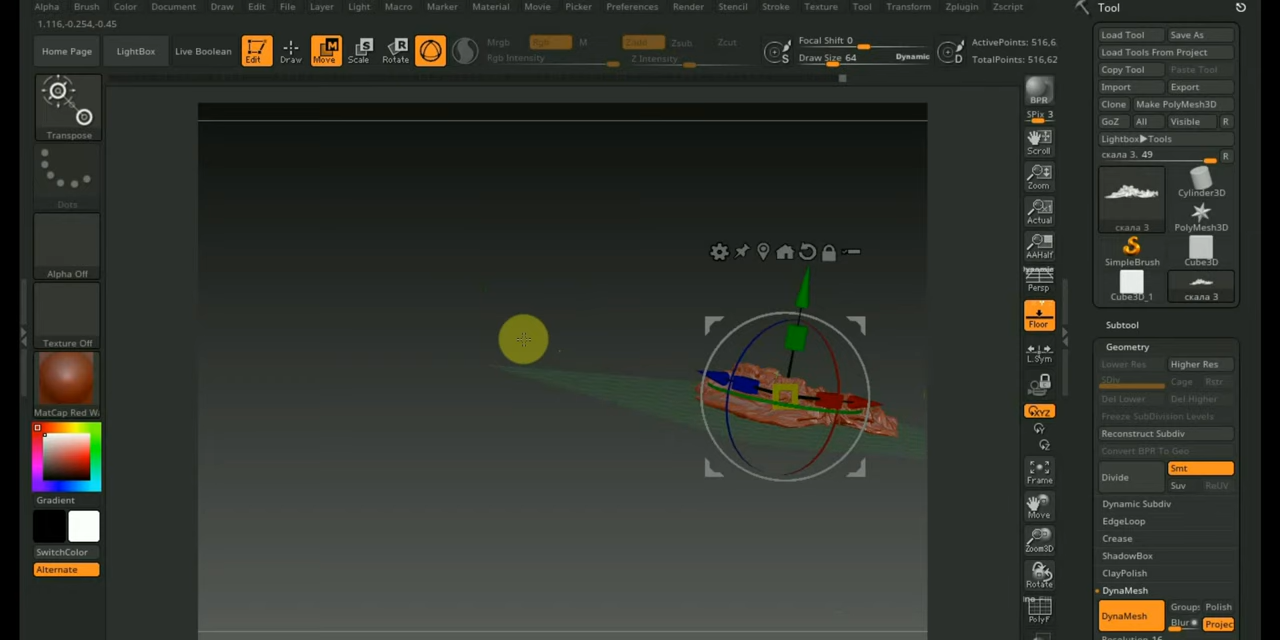 Alpha Brush Color Document Draw Edit File Layer Light Macro Marker Material Movie Picker Preferences Render Stencil Stroke Texture Tool Transform Zplugin Zscript
1.116,-0.254,-0.45
Home Page LightBox Live Boolean Edit Draw Move Scale Rotate
Mrgb Rgb M
Rgb Intensity
Zadd Zsub Zcut
Z Intensity
S
Focal Shift 0
Draw Size 64 Dynamic
D
ActivePoints: 516,6
TotalPoints: 516,62
Transpose
Dots
Alpha Off
Texture Off
MatCap Red W
Gradient
SwitchColor
Alternate
BPR
SPix 3
Scroll
Zoom
Actual
AAHalf
Dynamic
Persp
Floor
L.Sym
XYZ
Frame
Move
Zoom3D
Rotate
PolyF
Tool
Load Tool Save As
Load Tools From Project
Copy Tool Paste Tool
Import Export
Clone Make PolyMesh3D
GoZ All Visible R
Lightbox▶Tools
скала 3. 49 R
скала 3
Cylinder3D
PolyMesh3D
SimpleBrush Cube3D
Cube3D_1 скала 3
Subtool
Geometry
Lower Res Higher Res
SDiv Cage Rstr
Del Lower Del Higher
Freeze SubDivision Levels
Reconstruct Subdiv
Convert BPR To Geo
Divide Smt
Suv ReUV
Dynamic Subdiv
EdgeLoop
Crease
ShadowBox
ClayPolish
DynaMesh
DynaMesh Groups Polish
Blur Projec
Resolution 16